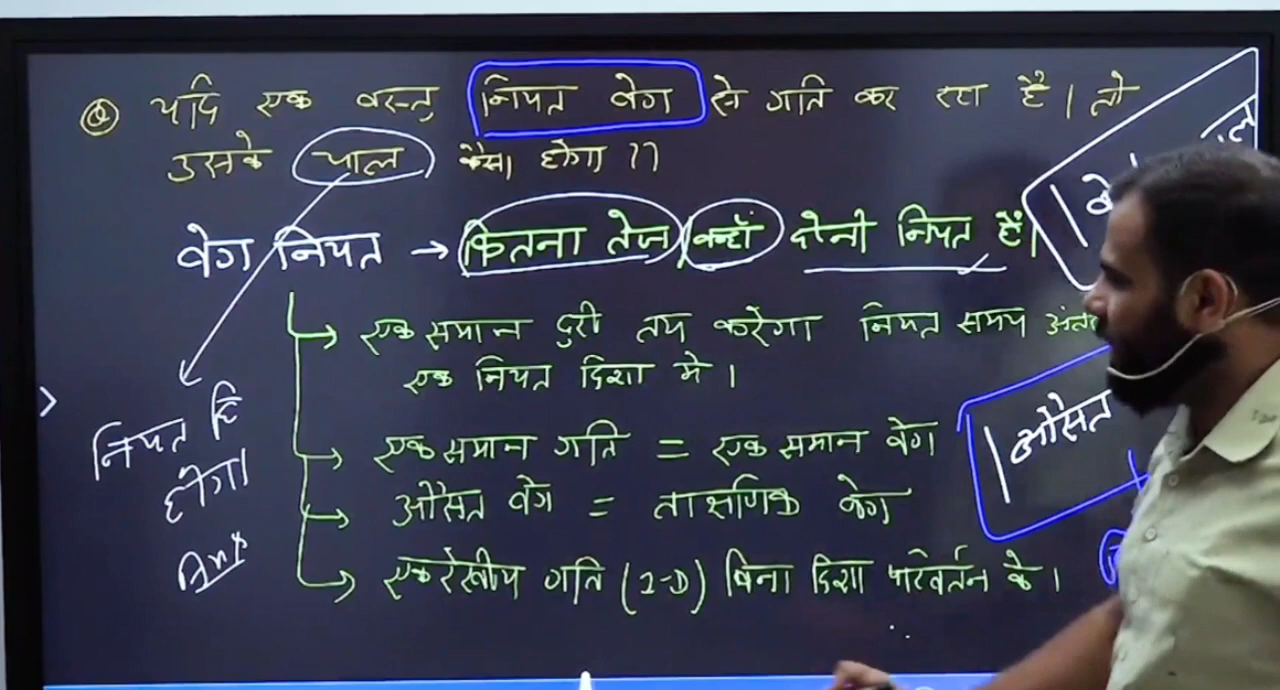 Q यदि एक वस्तु नियत वेग से गति कर रहा है। तो
उसके चाल कैसा होगा ??
वेग नियत → कितना तेज कहाँ दोनो नियत है।
→ एक समान दुरी तय करेगा नियत समय
एक नियत दिशा मे।
नियत हि
होगा
Ans
→ एक समान गति = एक समान वेग
→ औसत वेग = ताक्षणिक वेग
→ एकरेखीय गति (1-D) बिना दिशा परिवर्तन के।
औसत